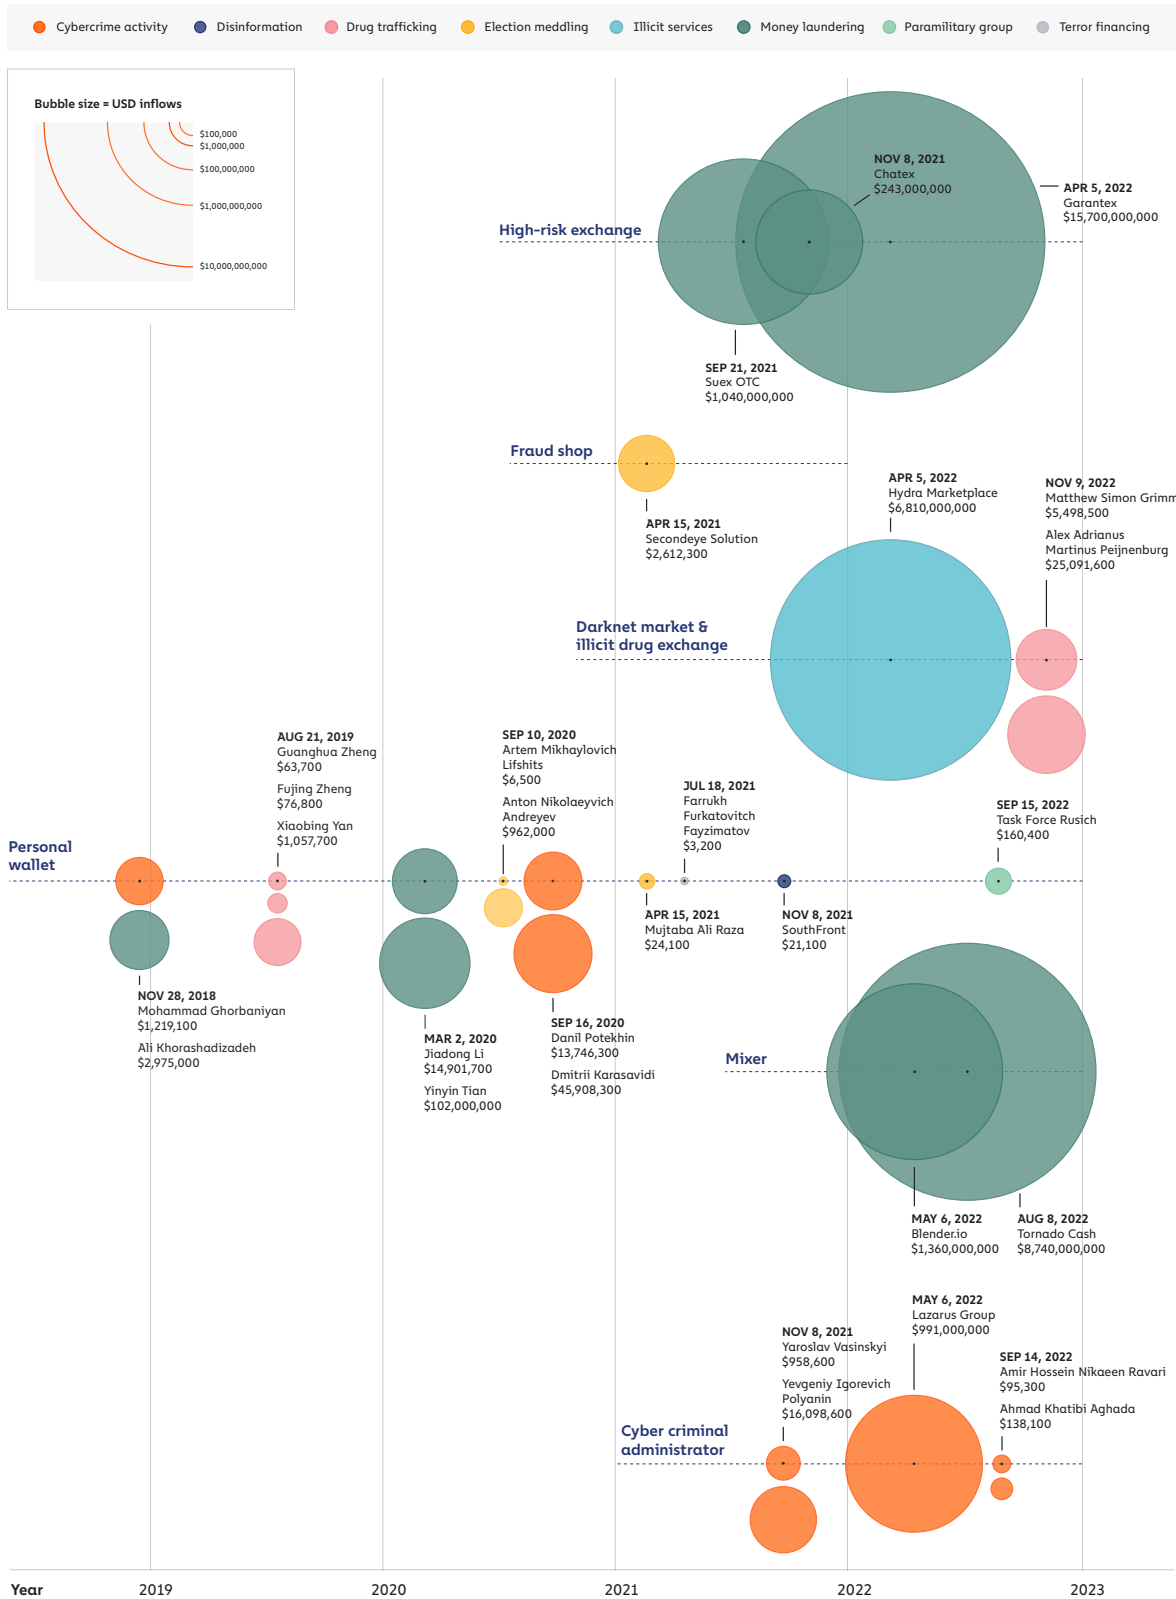 Cybercrime activity Disinformation Drug trafficking Election meddling Illicit services Money laundering Paramilitary group Terror financing
Bubble size = USD inflows
$100,000
$1,000,000
$100,000,000
$1,000,000,000
$10,000,000,000
High-risk exchange
NOV 8, 2021
Chatex
$243,000,000
APR 5, 2022
Garantex
$15,700,000,000
SEP 21, 2021
Suex OTC
$1,040,000,000
Fraud shop
APR 15, 2021
Secondeye Solution
$2,612,300
Darknet market &
illicit drug exchange
APR 5, 2022
Hydra Marketplace
$6,810,000,000
NOV 9, 2022
Matthew Simon Grimm
$5,498,500
Alex Adrianus
Martinus Peijnenburg
$25,091,600
Personal
wallet
NOV 28, 2018
Mohammad Ghorbaniyan
$1,219,100
Ali Khorashadizadeh
$2,975,000
AUG 21, 2019
Guanghua Zheng
$63,700
Fujing Zheng
$76,800
Xiaobing Yan
$1,057,700
MAR 2, 2020
Jiadong Li
$14,901,700
Yinyin Tian
$102,000,000
SEP 10, 2020
Artem Mikhaylovich
Lifshits
$6,500
Anton Nikolaeyvich
Andreyev
$962,000
SEP 16, 2020
Danil Potekhin
$13,746,300
Dmitrii Karasavidi
$45,908,300
APR 15, 2021
Mujtaba Ali Raza
$24,100
JUL 18, 2021
Farrukh
Furkatovitch
Fayzimatov
$3,200
NOV 8, 2021
SouthFront
$21,100
SEP 15, 2022
Task Force Rusich
$160,400
Mixer
MAY 6, 2022
Blender.io
$1,360,000,000
AUG 8, 2022
Tornado Cash
$8,740,000,000
Cyber criminal
administrator
NOV 8, 2021
Yaroslav Vasinskyi
$958,600
Yevgeniy Igorevich
Polyanin
$16,098,600
MAY 6, 2022
Lazarus Group
$991,000,000
SEP 14, 2022
Amir Hossein Nikaeen Ravari
$95,300
Ahmad Khatibi Aghada
$138,100
Year 2019 2020 2021 2022 2023